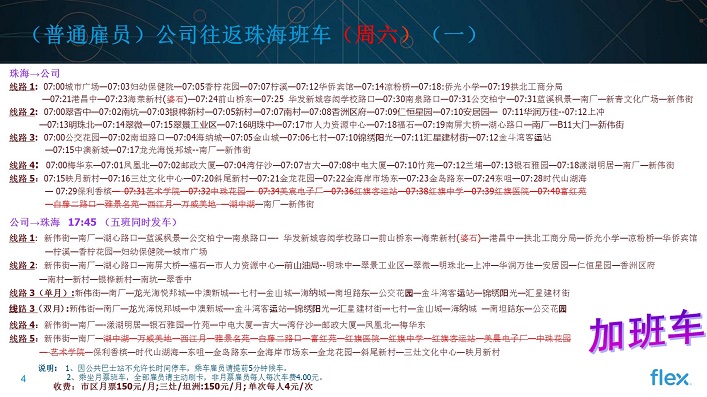 （普通雇员）公司往返珠海班车（周六）（一）
珠海→公司
线路 1: 07:00城市广场—07:03妇幼保健院—07:05香柠花园—07:07柠溪—07:12华侨宾馆—07:14凉粉桥—07:18:侨光小学—07:19拱北工商分局
—07:21港昌中—07:23海荣新村(婆石)—07:24前山桥东—07:25 华发新城容闳学校路口—07:30南泉路口—07:31公交柏宁—07:31蓝溪枫景—南厂—新青文化广场—新伟街
线路 2: 07:00翠香中—07:02南坑—07:03银桦新村—07:05新村—07:07南村—07:08香洲区府—07:09仁恒星园—07:10安居园— 07:11华润万佳--07:12上冲
—07:13明珠北—07:14翠微—07:15翠景工业区—07:16明珠中—07:17市人力资源中心—07:18福石—07:19南屏大桥—湖心路口—南厂—B11大门—新伟街
线路 3: 07:00公交花园—07:02南坦路口—07:04海纳城—07:05金山城—07:06七村—07:10锦绣阳光—07:11汇星建材街—07:12金斗湾客运站
—07:15中澳新城—07:17龙光海悦邦城--南厂—新伟街
线路 4: 07:00梅华东—07:01凤凰北—07:02邮政大厦—07:04湾仔沙—07:07吉大—07:08中电大厦—07:10竹苑—07:12兰埔—07:13银石雅园—07:18漾湖明居—南厂—新伟街
线路 5: 07:15映月新村—07:16三灶文化中心—07:20斜尾新村—07:21金龙花园—07:22金海岸市场东—07:23金岛路东—07:24东咀—07:28时代山湖海
— 07:29保利香槟— 07:31艺术学院—07:32中珠花园— 07:34美裳电子厂—07:36红旗客运站—07:38红旗中学—07:39红旗医院—07:40富红苑
—白藤二路口—雅景名苑—西江月—万威美地 —湖中湖—南厂—新伟街
公司→珠海 17:45 (五班同时发车)
线路 1: 新伟街—南厂—湖心路口—蓝溪枫景—公交柏宁—南泉路口— 华发新城容闳学校路口—前山桥东—海荣新村(婆石)—港昌中—拱北工商分局—侨光小学—凉粉桥—华侨宾馆
—柠溪—香柠花园—妇幼保健院—城市广场
线路 2: 新伟街—南厂—湖心路口—南屏大桥—福石—市人力资源中心—前山油局--明珠中—翠景工业区—翠微—明珠北—上冲—华润万佳—安居园—仁恒星园—香洲区府
—南村—新村—银桦新村—南坑—翠香中
线路 3（单月）:新伟街—南厂—龙光海悦邦城—中澳新城—-七村—金山城—海纳城—南坦路东—公交花园—金斗湾客运站—锦绣阳光—汇星建材街
线路 3 (双月):新伟街—南厂—龙光海悦邦城—中澳新城—-金斗湾客运站—锦绣阳光—汇星建材街—七村—金山城—海纳城 —南坦路东—公交花园
线路 4: 新伟街—南厂—-漾湖明居—银石雅园—竹苑—中电大厦—吉大—湾仔沙—邮政大厦—凤凰北—梅华东
线路 5: 新伟街—南厂—湖中湖—万威美地—西江月—雅景名苑—白藤二路口—富红苑—红旗医院—红旗中学—红旗客运站—美晨电子厂—中珠花园
— 艺术学院—保利香槟—时代山湖海—东咀—金岛路东—金海岸市场东—金龙花园—斜尾新村—三灶文化中心—映月新村
加班车
说明： 1、因公共巴士站不允许长时间停车，乘车雇员请提前5分钟候车。
2、乘坐月票班车，全部雇员请主动刷卡，非月票雇员每人每次车费4.00元。
收费：市区月票150元/月;三灶/坦洲:150元/月; 单次每人4元/次
4
flex